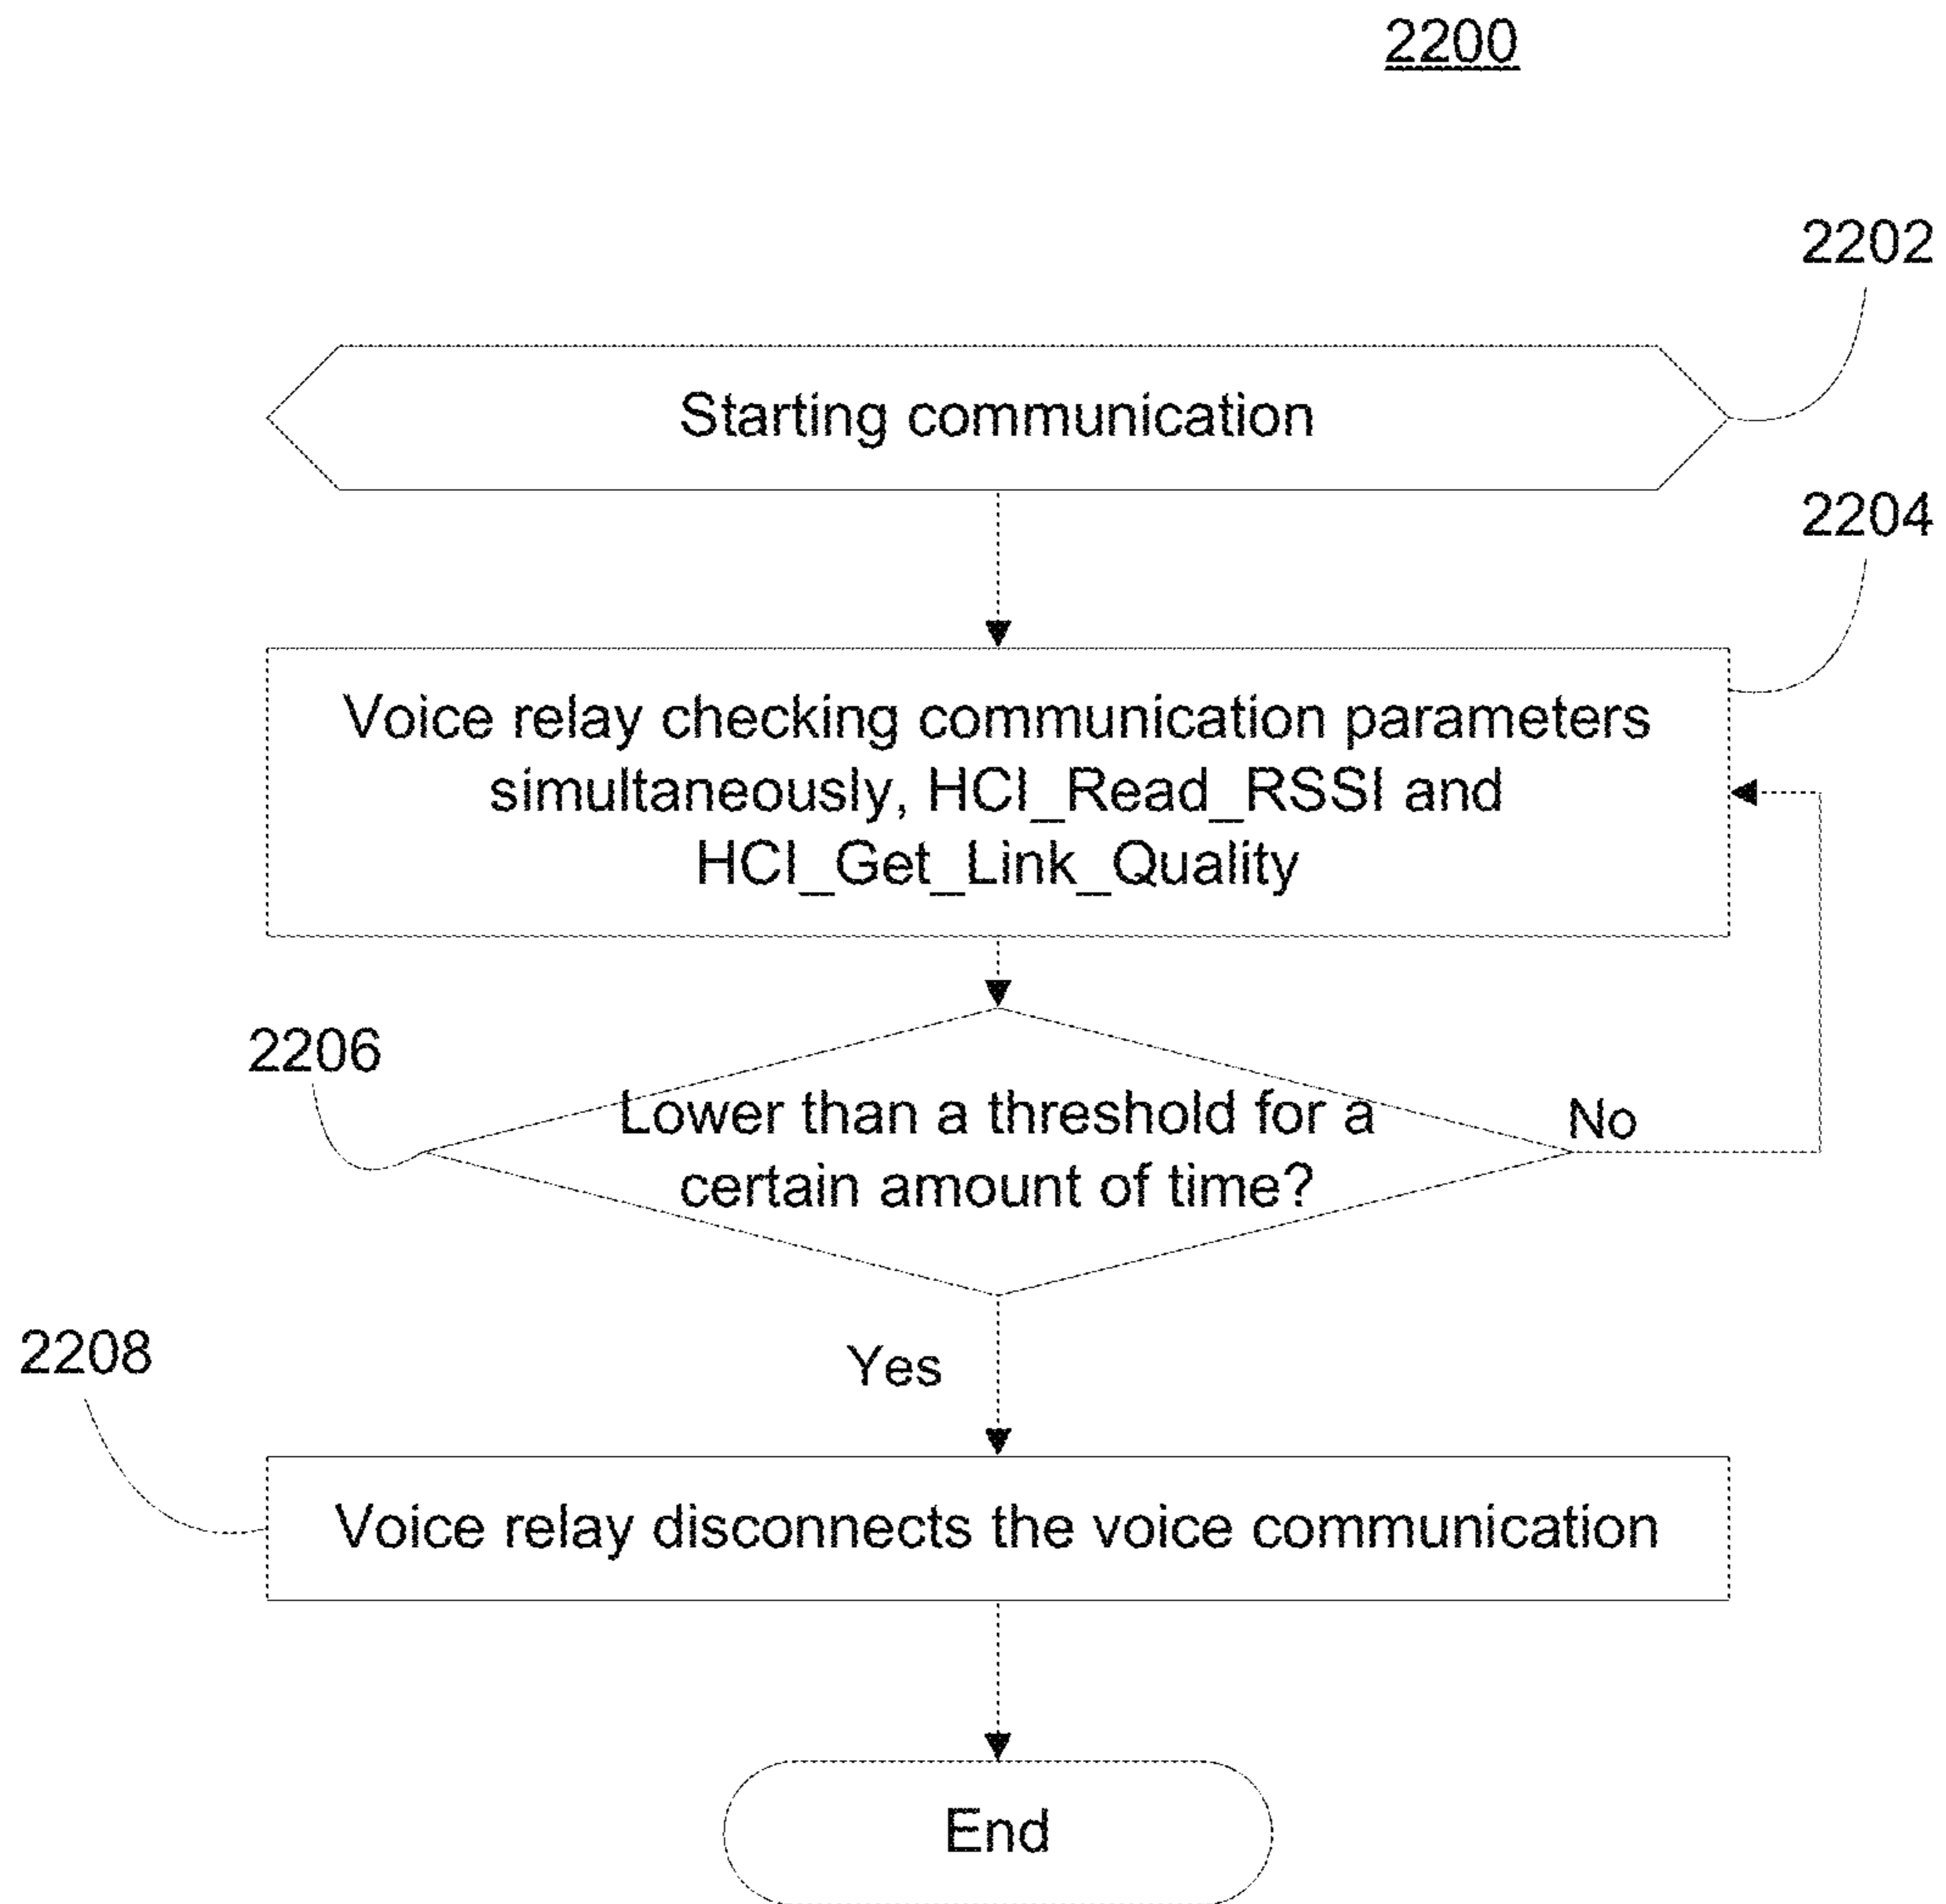 2200
2202
Starting communication
2204
Voice relay checking communication parameters
simultaneously, HCI_Read_RSSI and
HCI_Get_Link_Quality
2206
Lower than a threshold for a
certain amount of time?
No
Yes
2208
Voice relay disconnects the voice communication
End